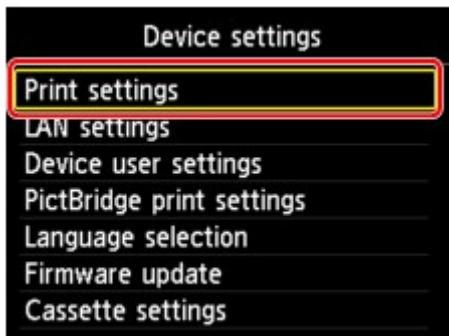 Device settings
Print settings
LAN settings
Device user settings
PictBridge print settings
Language selection
Firmware update
Cassette settings